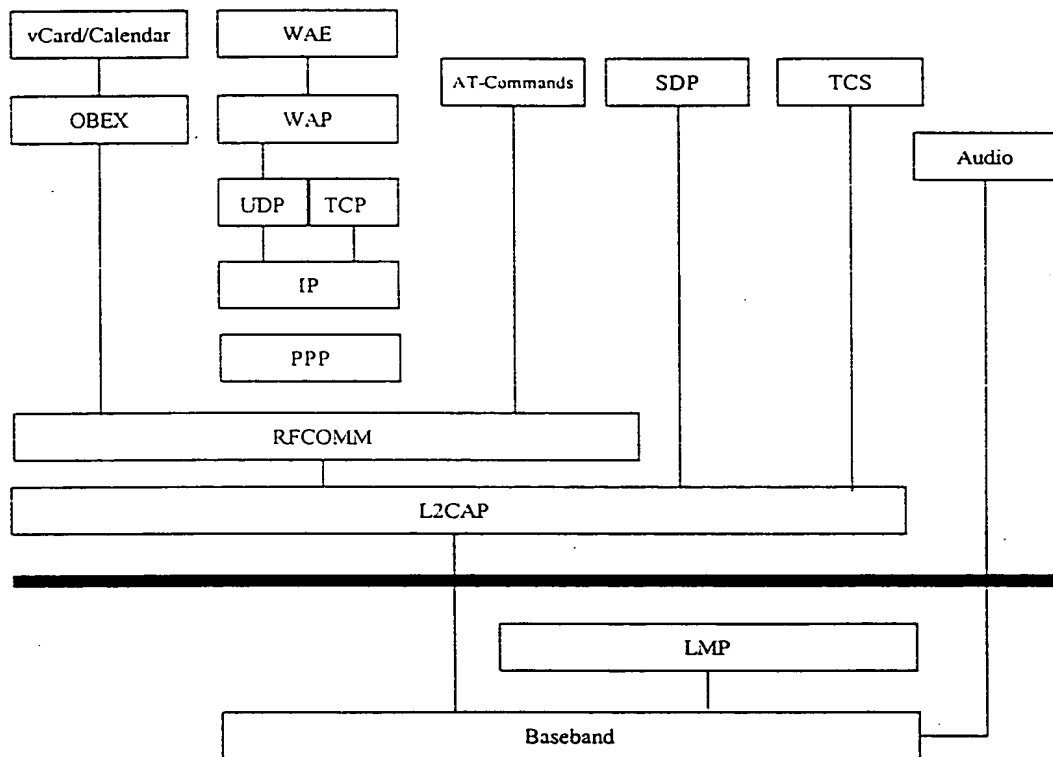 vCard/Calendar
WAE
AT-Commands
SDP
TCS
OBEX
WAP
Audio
UDP
TCP
IP
PPP
RFCOMM
L2CAP
LMP
Baseband